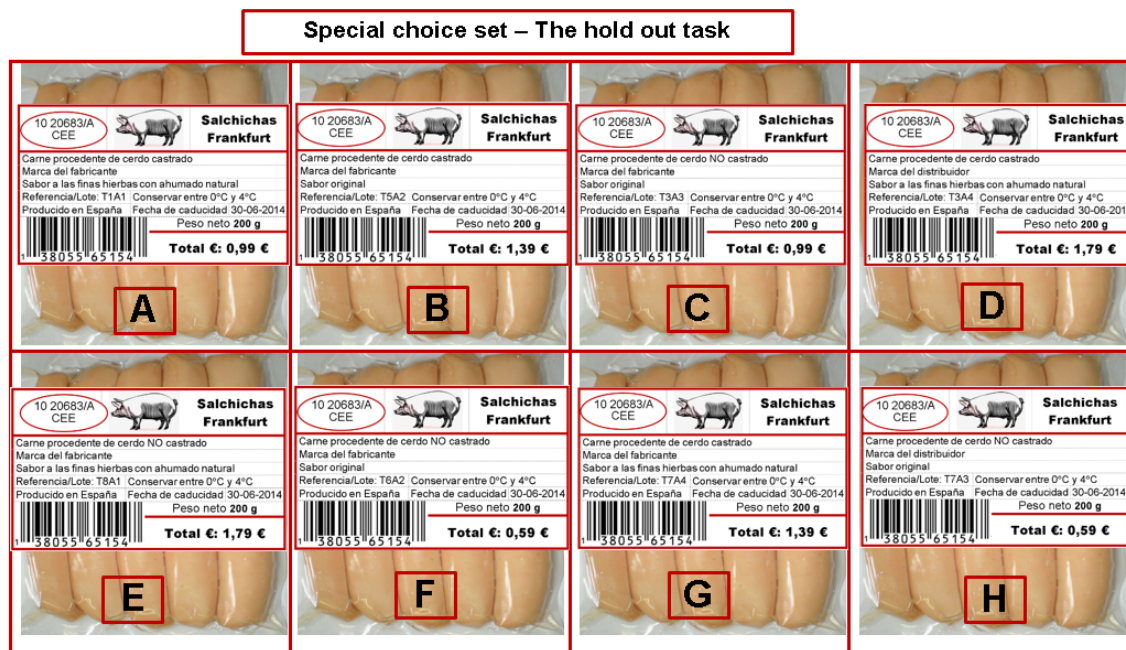 Special choice set – The hold out task
10 20683/A
CEE
Salchichas
Frankfurt
Carne procedente de cerdo castrado
Marca del fabricante
Sabor a las finas hierbas con ahumado natural
Referencia/Lote: T1A1 Conservar entre 0°C y 4°C
Producido en España Fecha de caducidad 30-06-2014
Peso neto 200 g
1 38055 65154
Total €: 0,99 €
A
10 20683/A
CEE
Salchichas
Frankfurt
Carne procedente de cerdo castrado
Marca del fabricante
Sabor original
Referencia/Lote: T5A2 Conservar entre 0°C y 4°C
Producido en España Fecha de caducidad 30-06-2014
Peso neto 200 g
1 38055 65154
Total €: 1,39 €
B
10 20683/A
CEE
Salchichas
Frankfurt
Carne procedente de cerdo NO castrado
Marca del fabricante
Sabor original
Referencia/Lote: T3A3 Conservar entre 0°C y 4°C
Producido en España Fecha de caducidad 30-06-2014
Peso neto 200 g
1 38055 65154
Total €: 0,99 €
C
10 20683/A
CEE
Salchichas
Frankfurt
Carne procedente de cerdo castrado
Marca del distribuidor
Sabor a las finas hierbas con ahumado natural
Referencia/Lote: T3A4 Conservar entre 0°C y 4°C
Producido en España Fecha de caducidad 30-06-2014
Peso neto 200 g
1 38055 65154
Total €: 1,79 €
D
10 20683/A
CEE
Salchichas
Frankfurt
Carne procedente de cerdo NO castrado
Marca del fabricante
Sabor a las finas hierbas con ahumado natural
Referencia/Lote: T8A1 Conservar entre 0°C y 4°C
Producido en España Fecha de caducidad 30-06-2014
Peso neto 200 g
1 38055 65154
Total €: 1,79 €
E
10 20683/A
CEE
Salchichas
Frankfurt
Carne procedente de cerdo NO castrado
Marca del fabricante
Sabor original
Referencia/Lote: T6A2 Conservar entre 0°C y 4°C
Producido en España Fecha de caducidad 30-06-2014
Peso neto 200 g
1 38055 65154
Total €: 0,59 €
F
10 20683/A
CEE
Salchichas
Frankfurt
Carne procedente de cerdo castrado
Marca del fabricante
Sabor a las finas hierbas con ahumado natural
Referencia/Lote: T7A4 Conservar entre 0°C y 4°C
Producido en España Fecha de caducidad 30-06-2014
Peso neto 200 g
1 38055 65154
Total €: 1,39 €
G
10 20683/A
CEE
Salchichas
Frankfurt
Carne procedente de cerdo NO castrado
Marca del distribuidor
Sabor original
Referencia/Lote: T7A3 Conservar entre 0°C y 4°C
Producido en España Fecha de caducidad 30-06-2014
Peso neto 200 g
1 38055 65154
Total €: 0,59 €
H